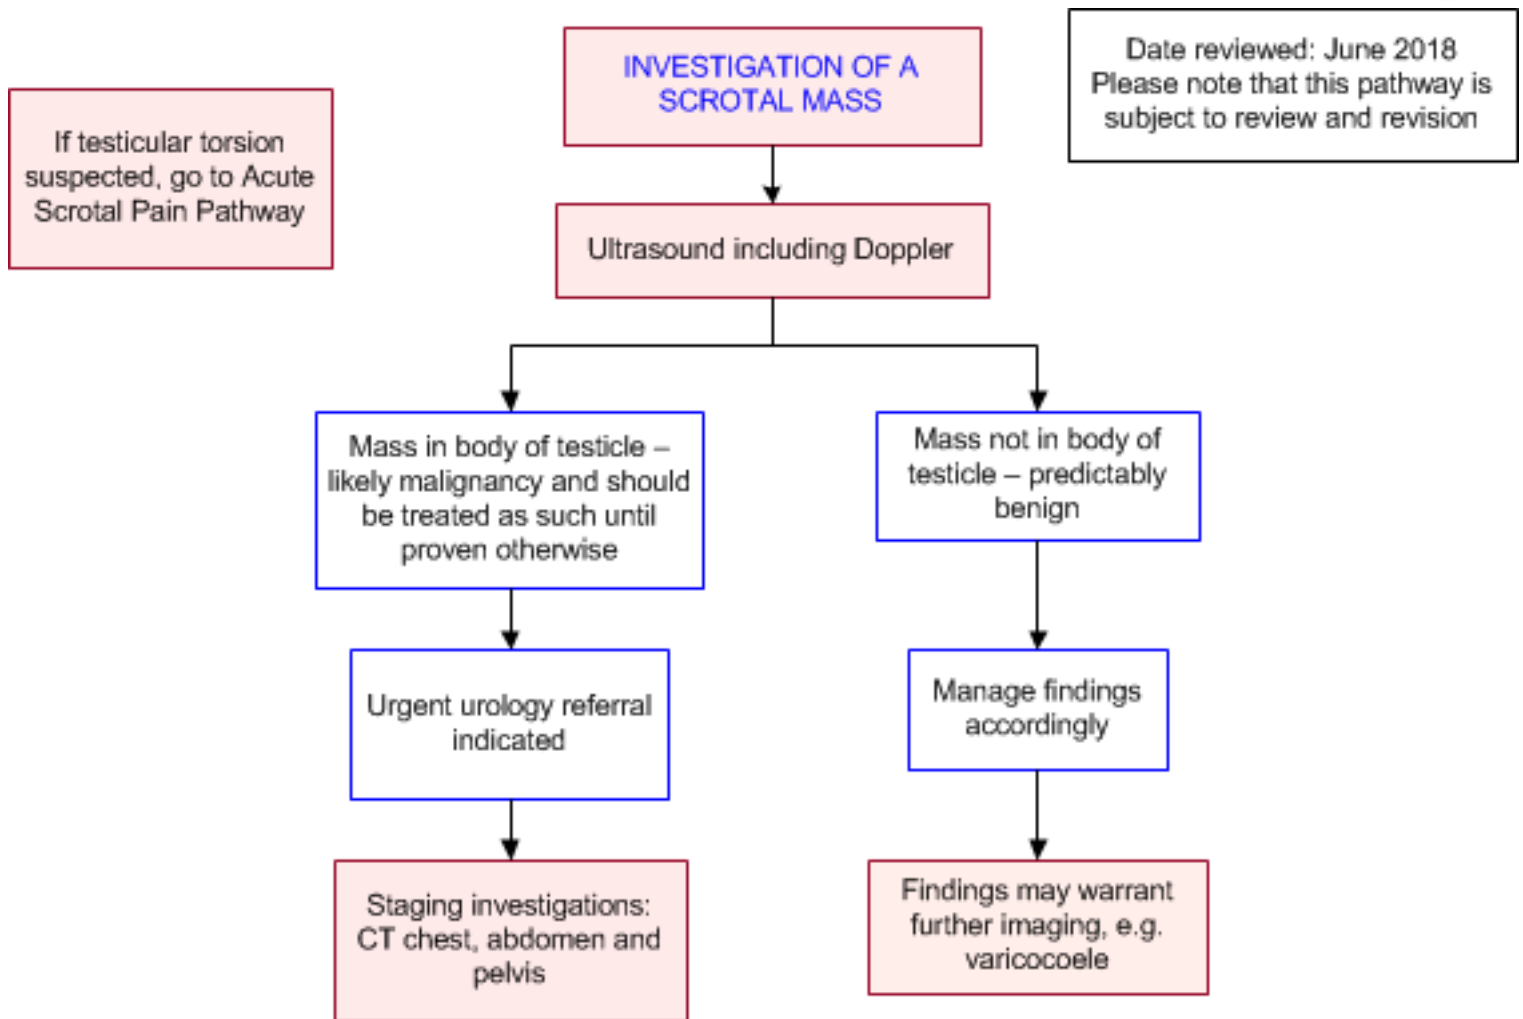 INVESTIGATION OF A
SCROTAL MASS
Date reviewed: June 2018
Please note that this pathway is
subject to review and revision
If testicular torsion
suspected, go to Acute
Scrotal Pain Pathway
Ultrasound including Doppler
Mass in body of testicle –
likely malignancy and should
be treated as such until
proven otherwise
Mass not in body of
testicle – predictably
benign
Urgent urology referral
indicated
Manage findings
accordingly
Staging investigations:
CT chest, abdomen and
pelvis
Findings may warrant
further imaging, e.g.
varicocoele